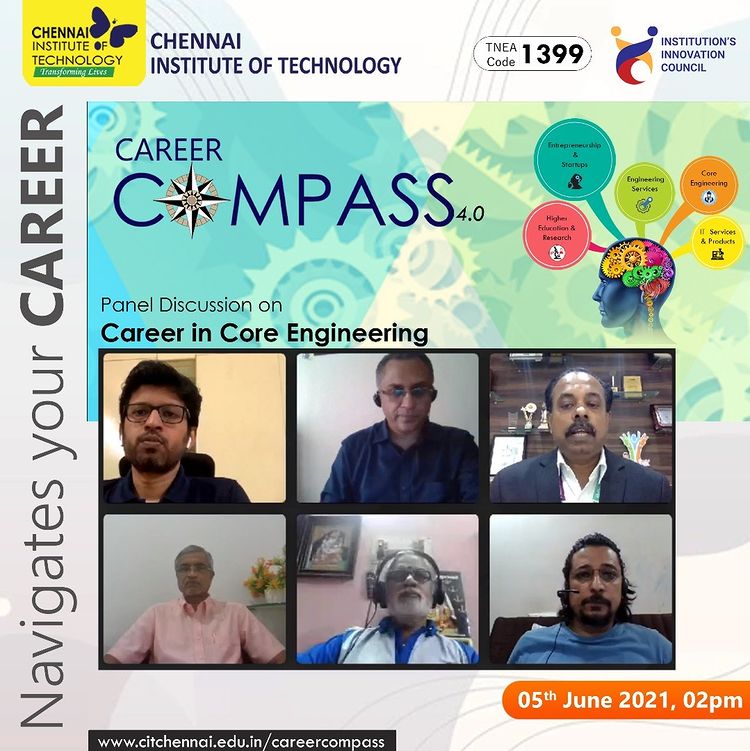 CHENNAI
INSTITUTE OF
TECHNOLOGY
Transforming Lives
CHENNAI
INSTITUTE OF TECHNOLOGY
TNEA
Code 1399
INSTITUTION'S
INNOVATION
COUNCIL
Navigates your CAREER
CAREER
COMPASS 4.0
Entrepreneurship
&
Startups
Engineering
Services
Core
Engineering
Higher
Education &
Research
IT Services
& Products
Panel Discussion on
Career in Core Engineering
05th June 2021, 02pm
www.citchennai.edu.in/careercompass